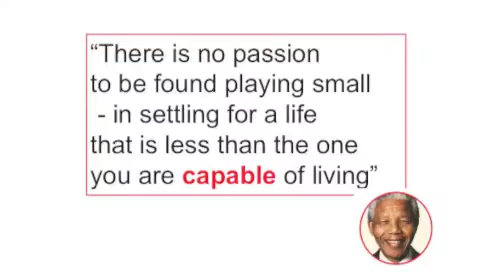 “There is no passion
to be found playing small
- in settling for a life
that is less than the one
you are capable of living”